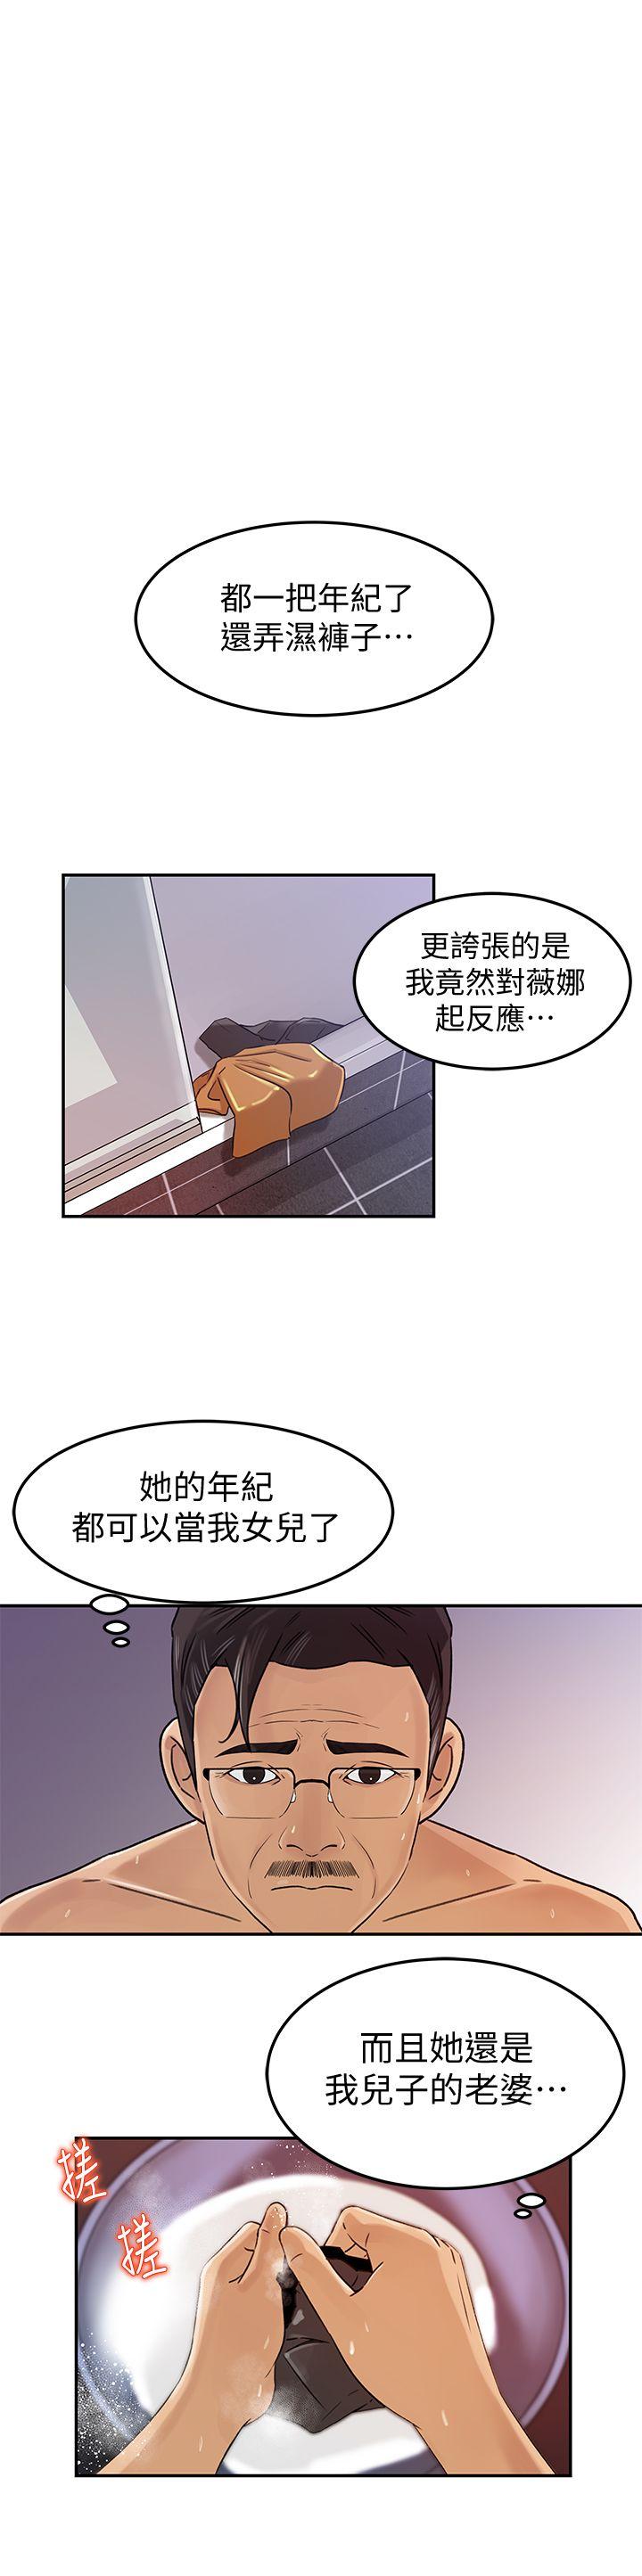 都一把年紀了
還弄濕褲子⋯
更誇張的是
我竟然對薇娜
起反應⋯
她的年紀
都可以當我女兒了
而且她還是
我兒子的老婆⋯
搓
搓